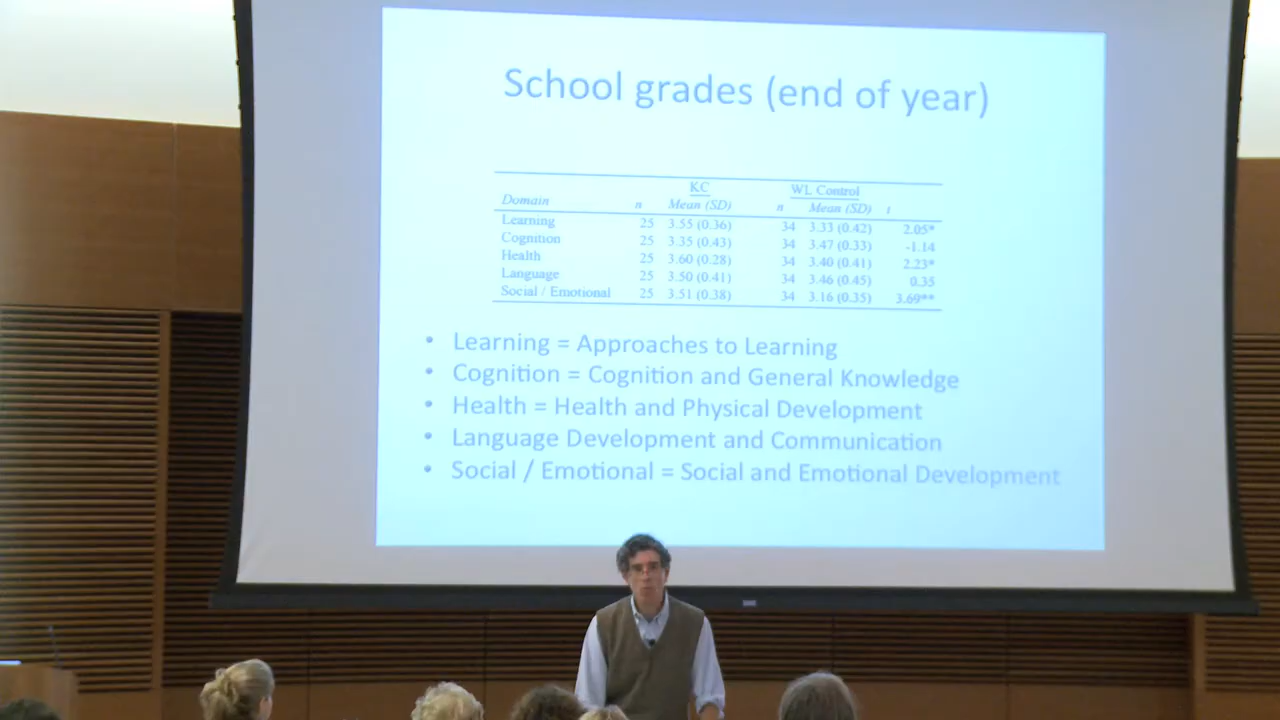 School grades (end of year)
KC WL Control
Domain n Mean (SD) n Mean (SD) t
Learning 25 3.55 (0.36) 34 3.33 (0.42) 2.05*
Cognition 25 3.35 (0.43) 34 3.47 (0.33) -1.14
Health 25 3.60 (0.28) 34 3.40 (0.41) 2.23*
Language 25 3.50 (0.41) 34 3.46 (0.45) 0.35
Social / Emotional 25 3.51 (0.38) 34 3.16 (0.35) 3.69**
• Learning = Approaches to Learning
• Cognition = Cognition and General Knowledge
• Health = Health and Physical Development
• Language Development and Communication
• Social / Emotional = Social and Emotional Development